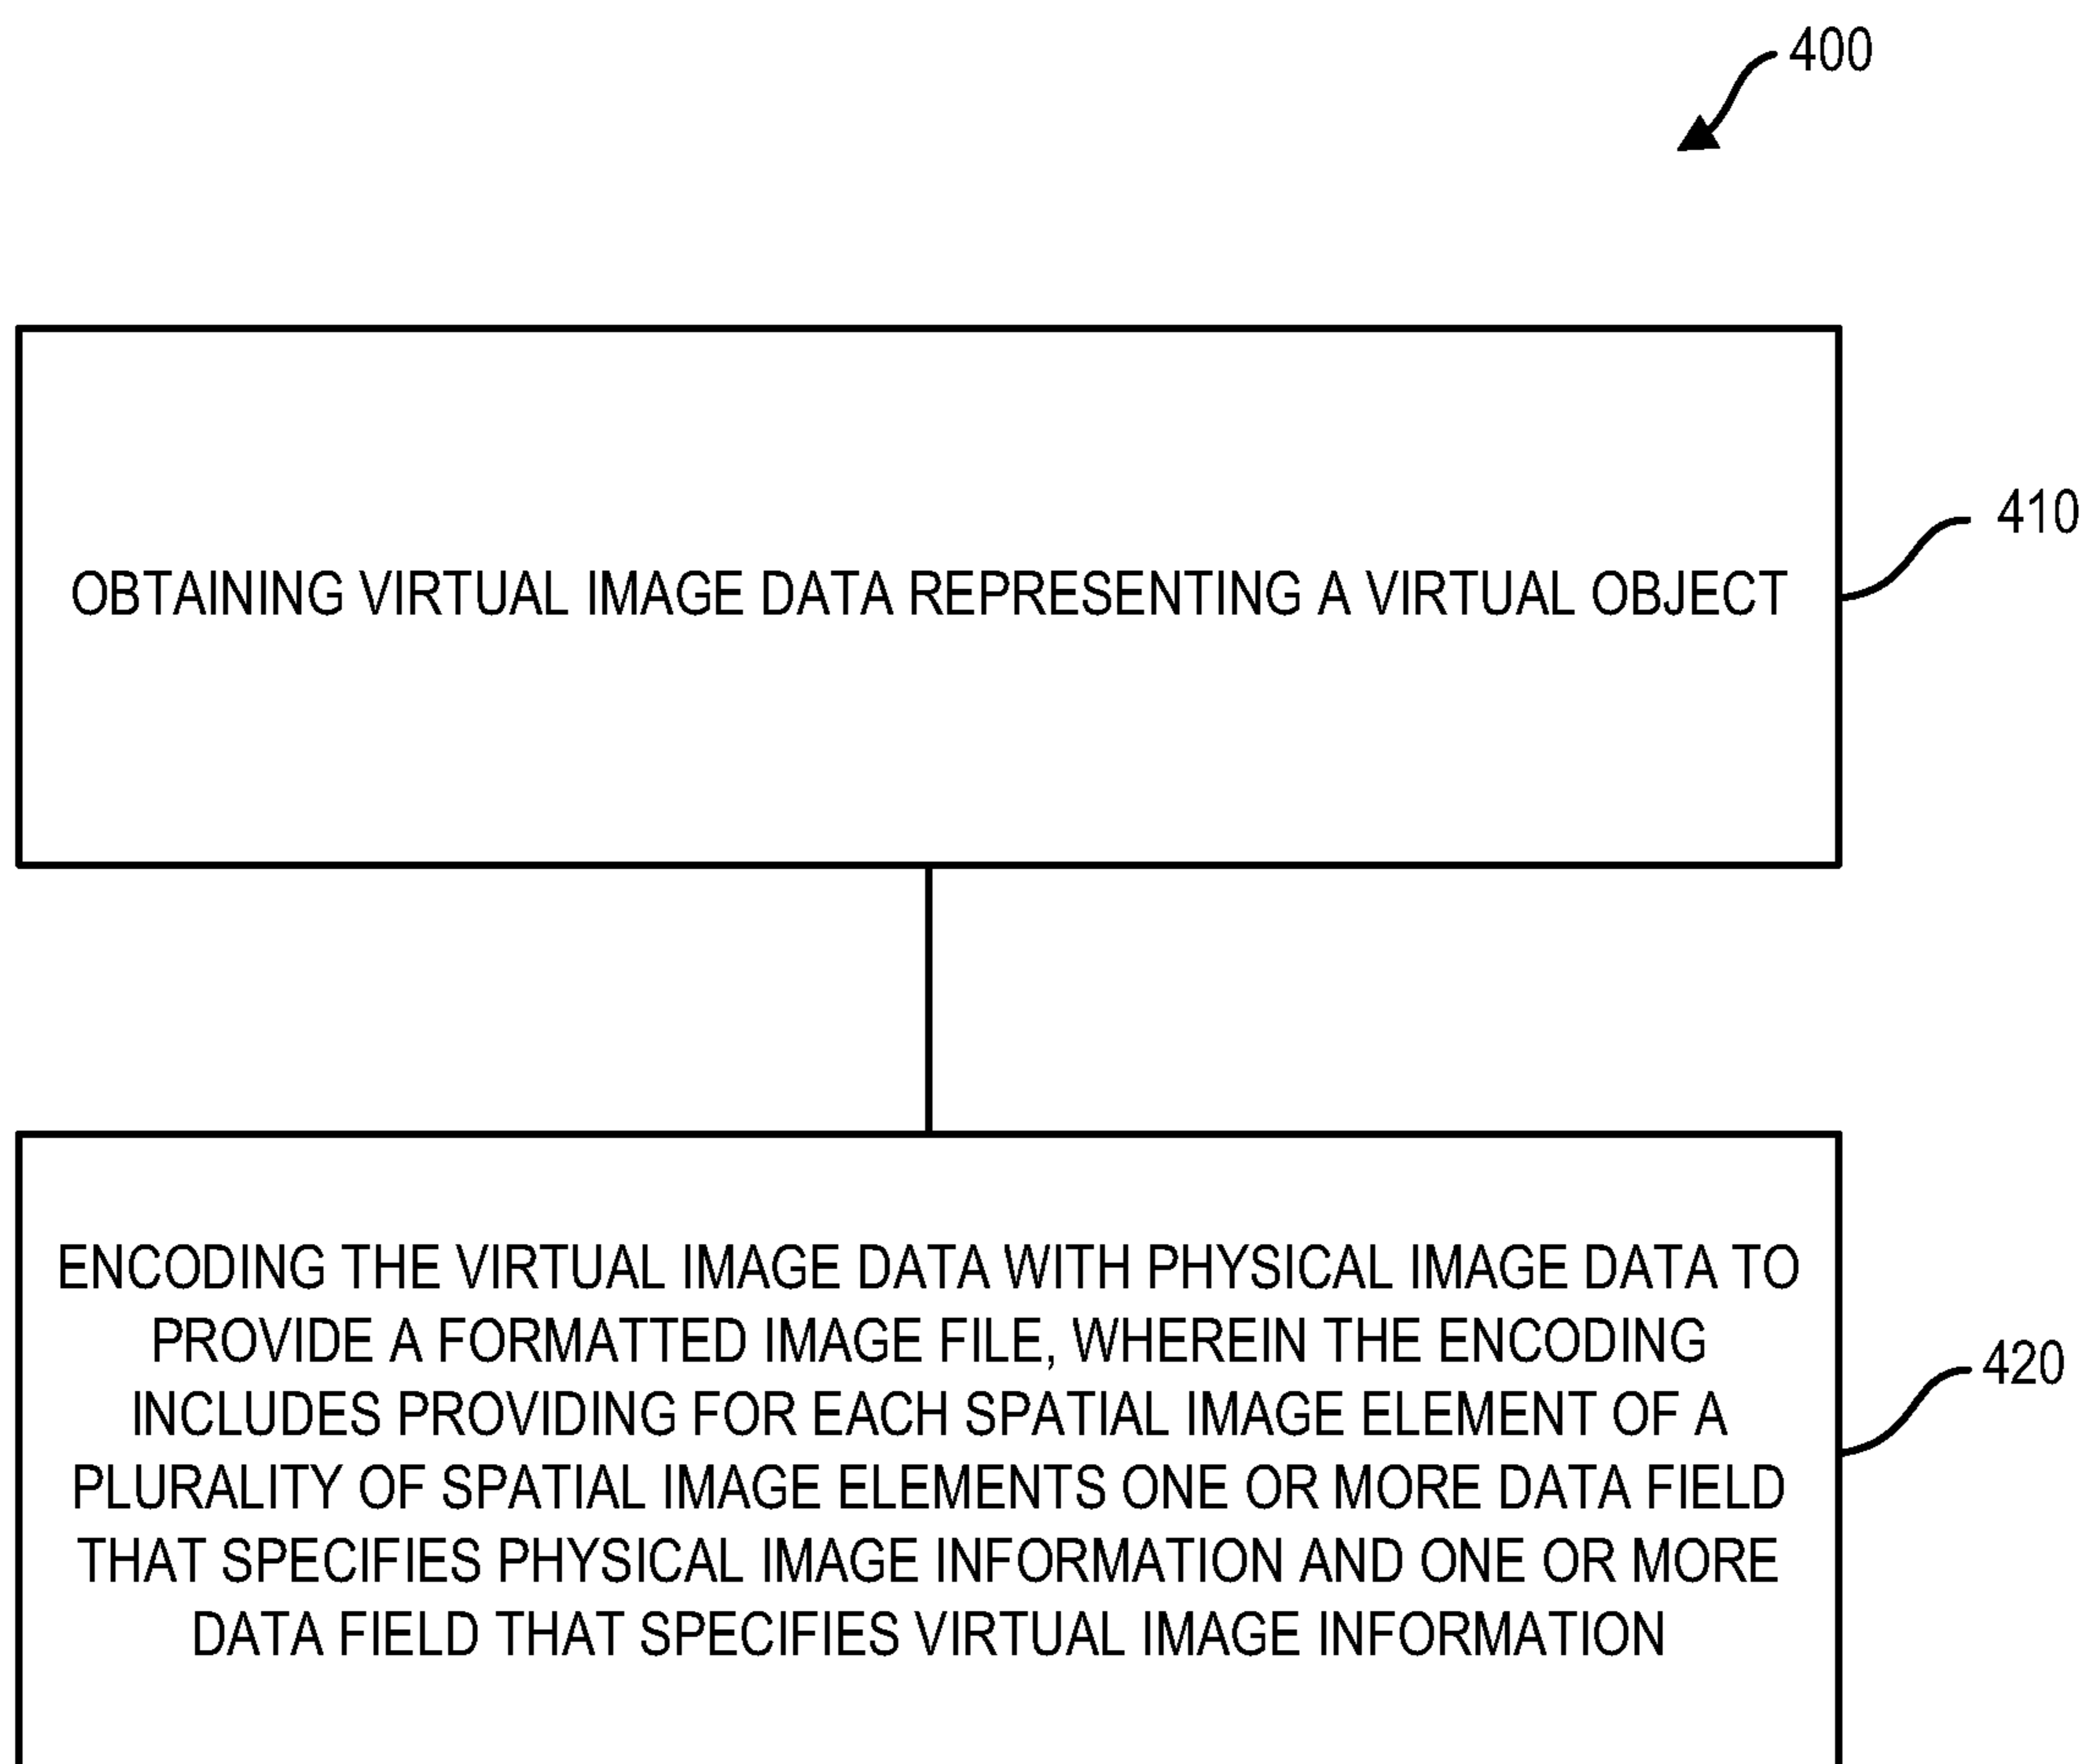 400
410
OBTAINING VIRTUAL IMAGE DATA REPRESENTING A VIRTUAL OBJECT
ENCODING THE VIRTUAL IMAGE DATA WITH PHYSICAL IMAGE DATA TO
PROVIDE A FORMATTED IMAGE FILE, WHEREIN THE ENCODING
INCLUDES PROVIDING FOR EACH SPATIAL IMAGE ELEMENT OF A
PLURALITY OF SPATIAL IMAGE ELEMENTS ONE OR MORE DATA FIELD
THAT SPECIFIES PHYSICAL IMAGE INFORMATION AND ONE OR MORE
DATA FIELD THAT SPECIFIES VIRTUAL IMAGE INFORMATION
420